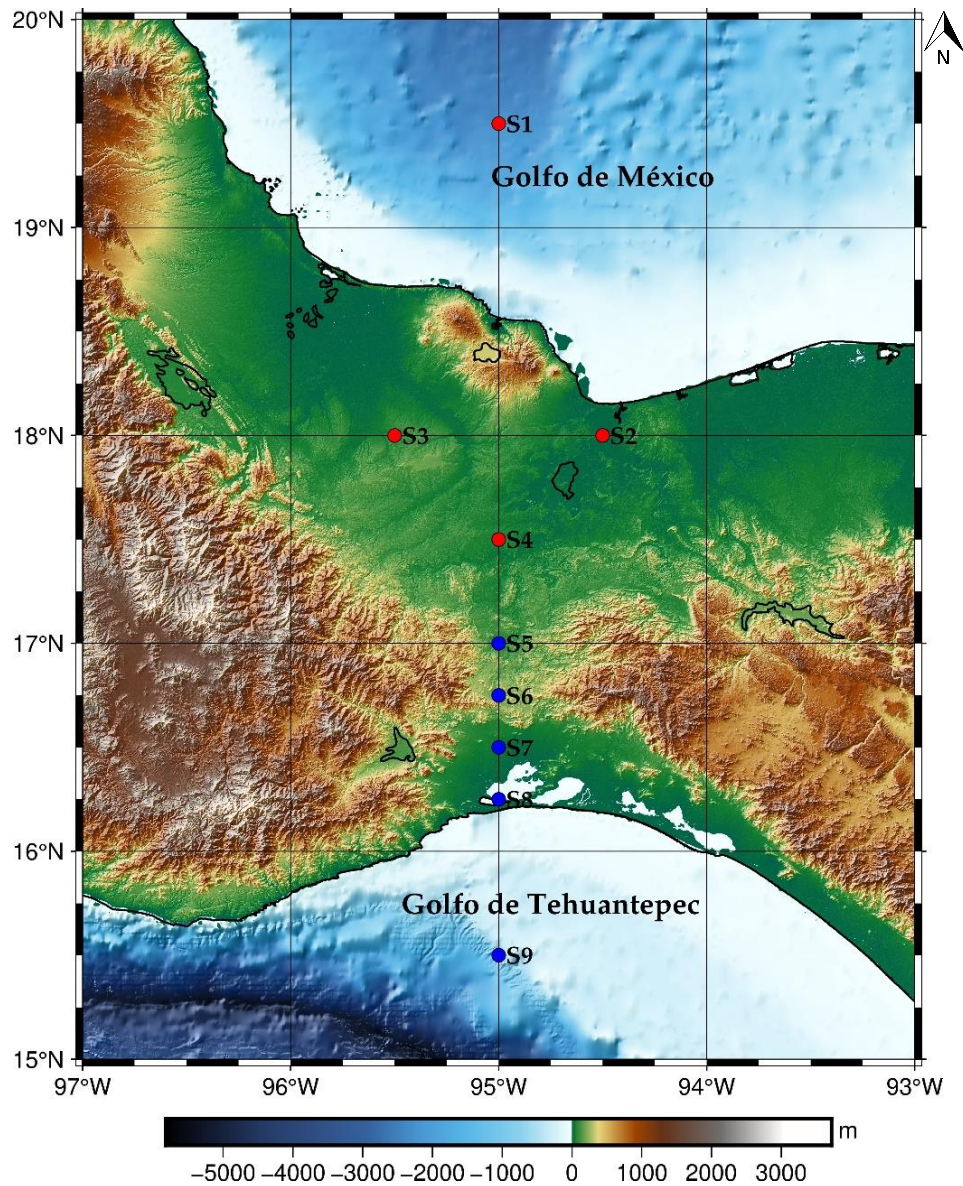 20°N
N
S1
Golfo de México
19°N
18°N
S3
S2
S4
17°N
S5
S6
S7
S8
16°N
Golfo de Tehuantepec
S9
15°N
97°W 96°W 95°W 94°W 93°W
m
−5000 −4000 −3000 −2000 −1000 0 1000 2000 3000